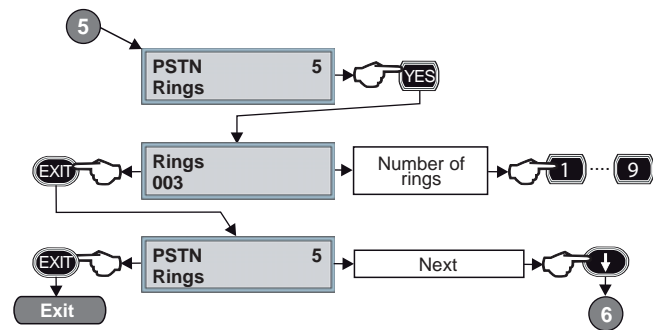 5
PSTN 5
Rings
YES
EXIT
Rings
003
Number of
rings
1 .... 9
EXIT
PSTN 5
Rings
Next
Exit
6